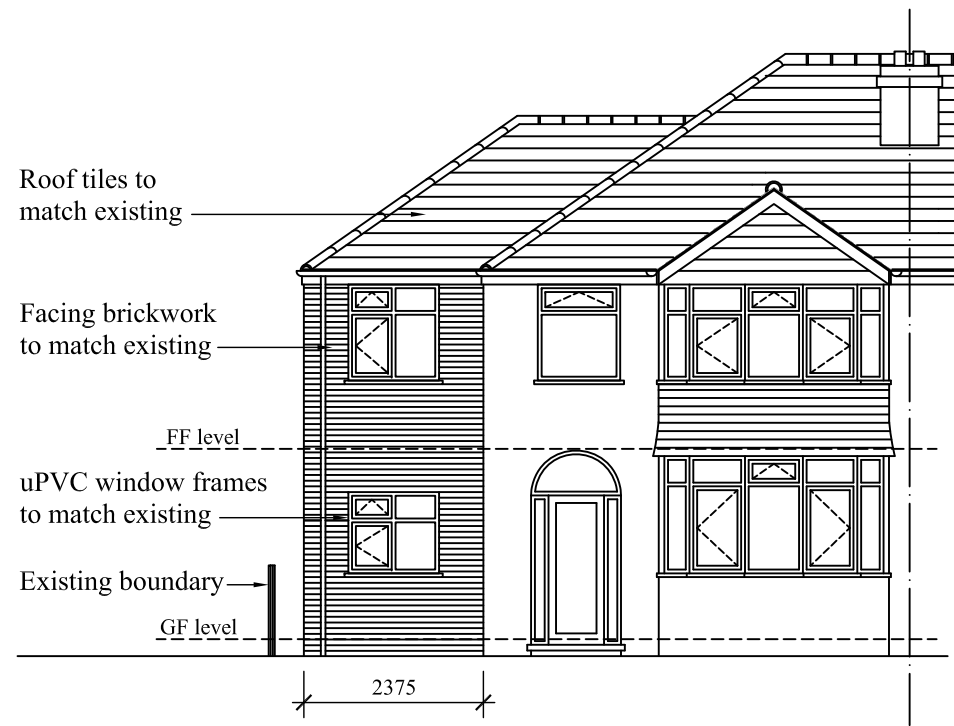 Roof tiles to
match existing
Facing brickwork
to match existing
FF level
uPVC window frames
to match existing
Existing boundary
GF level
2375